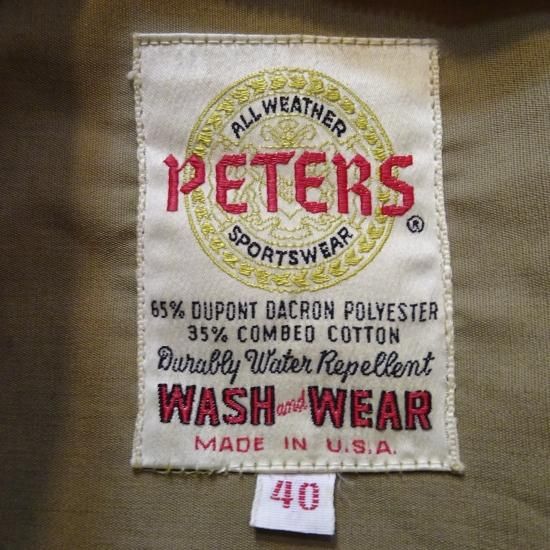 ALL WEATHER
PETERS
®
SPORTSWEAR
65% DUPONT DACRON POLYESTER
35% COMBED COTTON
Durably Water Repellent
WASH and WEAR
MADE IN U.S.A.
40